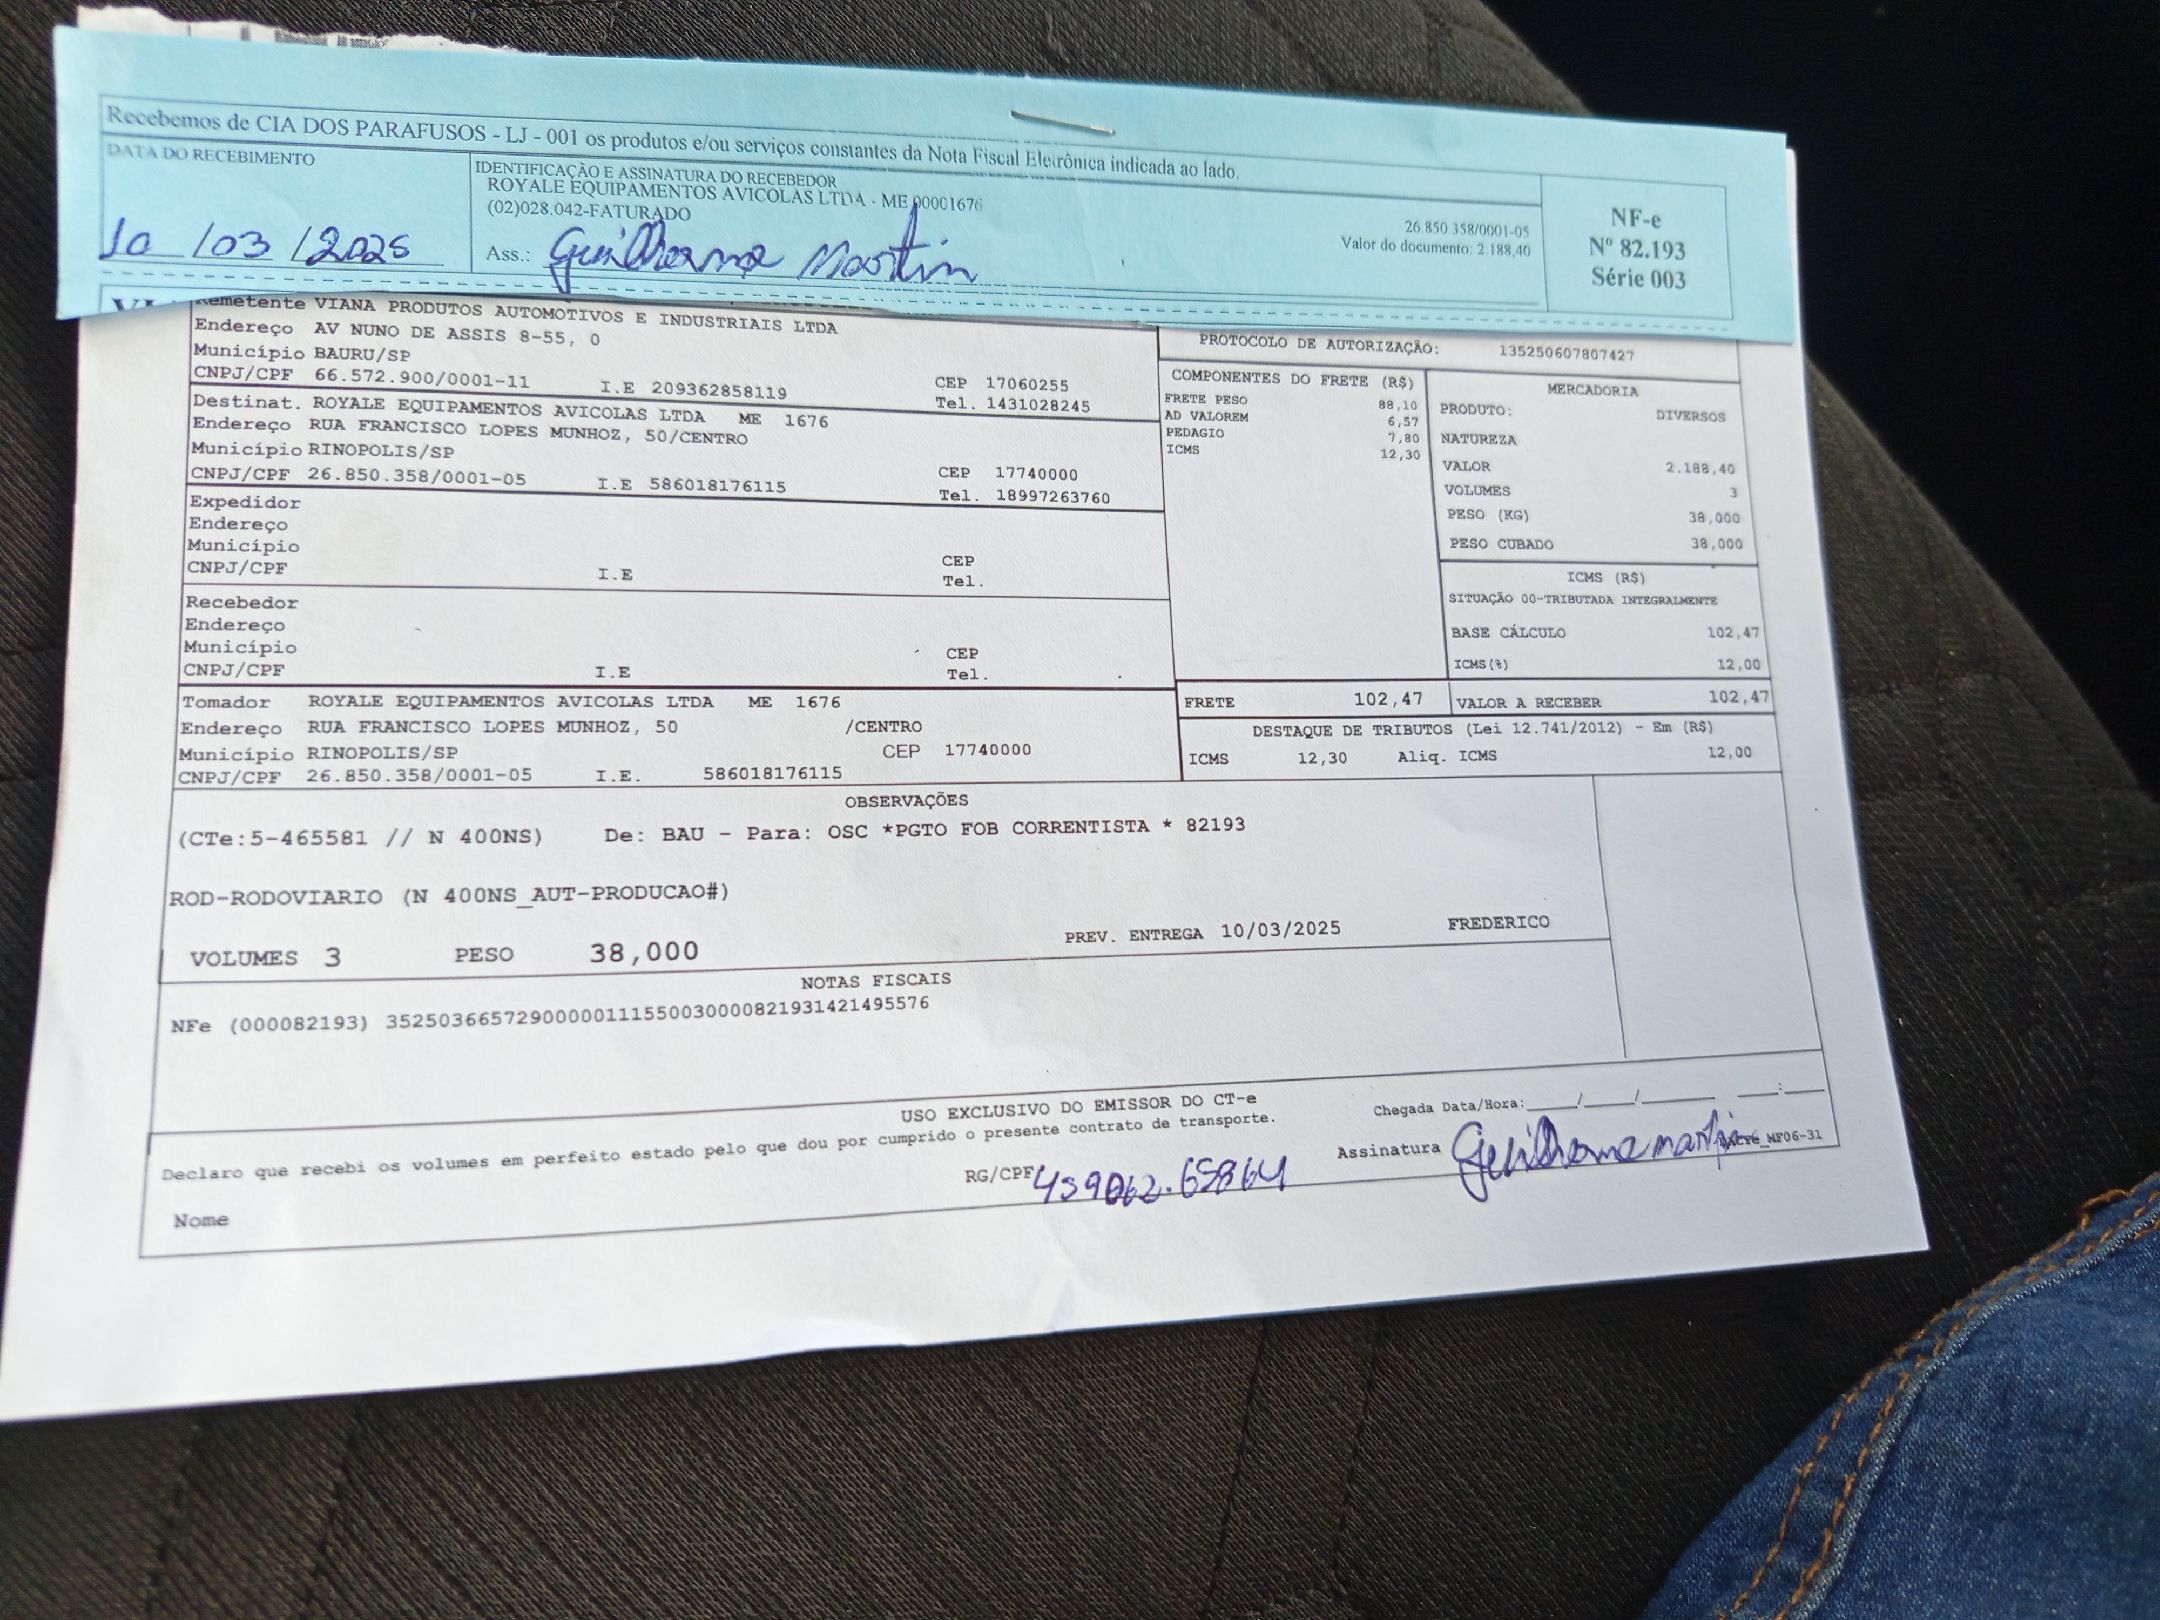 Recebemos de CIA DOS PARAFUSOS - LJ - 001 os produtos e/ou serviços constantes da Nota Fiscal Eletrônica indicada ao lado.
DATA DO RECEBIMENTO
10 / 03 / 2025
IDENTIFICAÇÃO E ASSINATURA DO RECEBEDOR
ROYALE EQUIPAMENTOS AVICOLAS LTDA - ME 00001676
(02)028.042-FATURADO
Ass.: Guilherme Martin
26.850.358/0001-05
Valor do documento: 2.188,40
NF-e
Nº 82.193
Série 003
Remetente VIANA PRODUTOS AUTOMOTIVOS E INDUSTRIAIS LTDA
Endereço AV NUNO DE ASSIS 8-55, 0
Município BAURU/SP
CNPJ/CPF 66.572.900/0001-11 I.E 209362858119
CEP 17060255
Tel. 1431028245
Destinat. ROYALE EQUIPAMENTOS AVICOLAS LTDA ME 1676
Endereço RUA FRANCISCO LOPES MUNHOZ, 50/CENTRO
Município RINOPOLIS/SP
CNPJ/CPF 26.850.358/0001-05 I.E 586018176115
CEP 17740000
Tel. 18997263760
Expedidor
Endereço
Município
CNPJ/CPF I.E
CEP
Tel.
Recebedor
Endereço
Município
CNPJ/CPF I.E
CEP
Tel.
Tomador ROYALE EQUIPAMENTOS AVICOLAS LTDA ME 1676
Endereço RUA FRANCISCO LOPES MUNHOZ, 50 /CENTRO
Município RINOPOLIS/SP CEP 17740000
CNPJ/CPF 26.850.358/0001-05 I.E. 586018176115
PROTOCOLO DE AUTORIZAÇÃO: 135250607807427
COMPONENTES DO FRETE (R$)
FRETE PESO 88,10
AD VALOREM 6,57
PEDAGIO 7,80
ICMS 12,30
MERCADORIA
PRODUTO: DIVERSOS
NATUREZA
VALOR 2.188,40
VOLUMES 3
PESO (KG) 38,000
PESO CUBADO 38,000
ICMS (R$)
SITUAÇÃO 00-TRIBUTADA INTEGRALMENTE
BASE CÁLCULO 102,47
ICMS(%) 12,00
FRETE 102,47 VALOR A RECEBER 102,47
DESTAQUE DE TRIBUTOS (Lei 12.741/2012) - Em (R$)
ICMS 12,30 Aliq. ICMS 12,00
OBSERVAÇÕES
(CTe:5-465581 // N 400NS) De: BAU - Para: OSC *PGTO FOB CORRENTISTA * 82193
ROD-RODOVIARIO (N 400NS_AUT-PRODUCAO#)
VOLUMES 3 PESO 38,000 PREV. ENTREGA 10/03/2025 FREDERICO
NOTAS FISCAIS
NFe (000082193) 35250366572900000111550030000821931421495576
USO EXCLUSIVO DO EMISSOR DO CT-e
Declaro que recebi os volumes em perfeito estado pelo que dou por cumprido o presente contrato de transporte.
Chegada Data/Hora:____/____/______ ___:___
Nome
RG/CPF
Assinatura Guilherme Martin
MF06-31